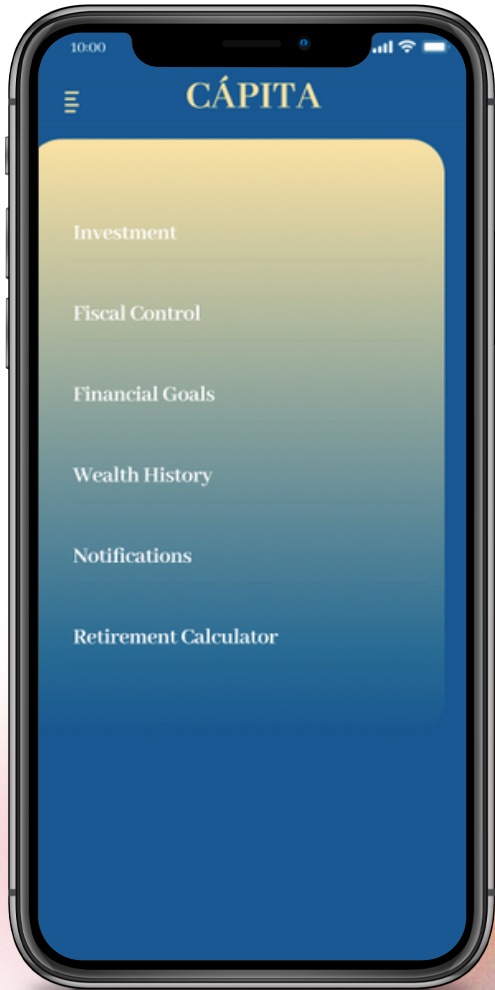 10:00
CÁPITA
Investment
Fiscal Control
Financial Goals
Wealth History
Notifications
Retirement Calculator